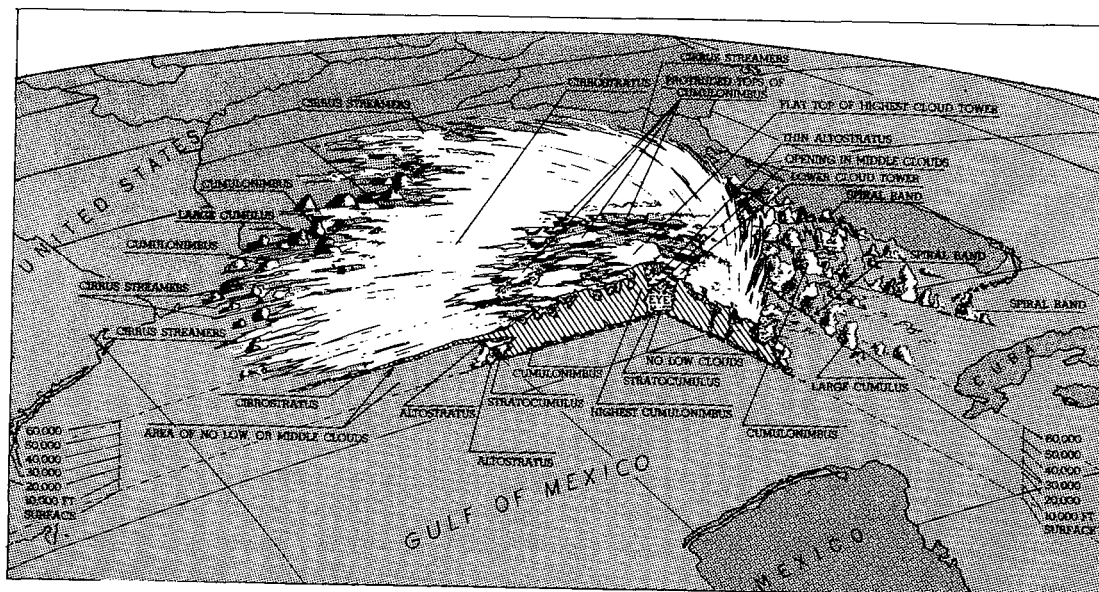 CIRRUS STREAMERS
CIRROSTRATUS
PROTRUDED TOP OF
CUMULONIMBUS
CIRRUS STREAMERS
FLAT TOP OF HIGHEST CLOUD TOWER
THIN ALTOSTRATUS
OPENING IN MIDDLE CLOUDS
LOWER CLOUD TOWER
SPIRAL BAND
UNITED STATES
CUMULONIMBUS
LARGE CUMULUS
CUMULONIMBUS
SPIRAL BAND
CIRRUS STREAMERS
EYE
SPIRAL BAND
CIRRUS STREAMERS
NO LOW CLOUDS
CUMULONIMBUS
STRATOCUMULUS
LARGE CUMULUS
CUBA
CIRROSTRATUS
STRATOCUMULUS
ALTOSTRATUS
HIGHEST CUMULONIMBUS
AREA OF NO LOW OR MIDDLE CLOUDS
CUMULONIMBUS
ALTOSTRATUS
60,000
50,000
40,000
30,000
20,000
10,000 FT
SURFACE
GULF OF MEXICO
MEXICO
60,000
50,000
40,000
30,000
20,000
10,000 FT
SURFACE